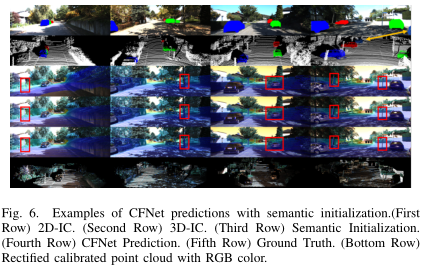 Fig. 6. Examples of CFNet predictions with semantic initialization.(First
Row) 2D-IC. (Second Row) 3D-IC. (Third Row) Semantic Initialization.
(Fourth Row) CFNet Prediction. (Fifth Row) Ground Truth. (Bottom Row)
Rectified calibrated point cloud with RGB color.